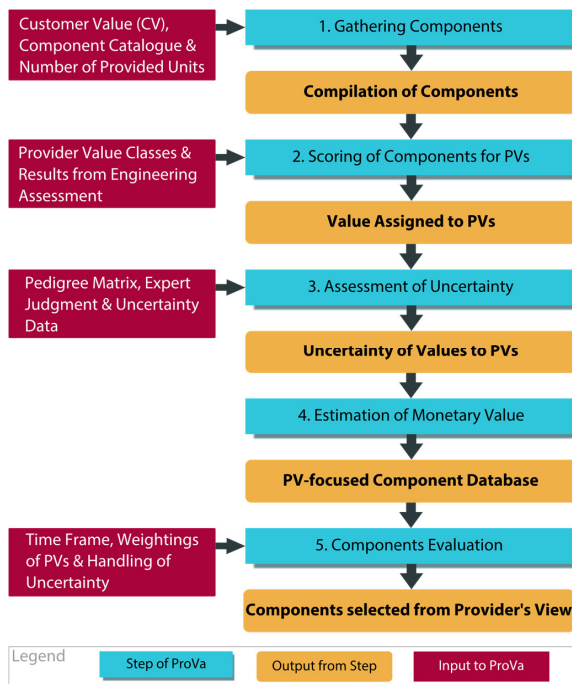 Customer Value (CV),
Component Catalogue &
Number of Provided Units
1. Gathering Components
Compilation of Components
Provider Value Classes &
Results from Engineering
Assessment
2. Scoring of Components for PVs
Value Assigned to PVs
Pedigree Matrix, Expert
Judgment & Uncertainty
Data
3. Assessment of Uncertainty
Uncertainty of Values to PVs
4. Estimation of Monetary Value
PV-focused Component Database
Time Frame, Weightings
of PVs & Handling of
Uncertainty
5. Components Evaluation
Components selected from Provider's View
Legend
Step of ProVa
Output from Step
Input to ProVa